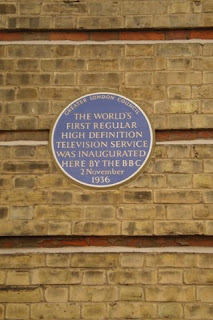 GREATER LONDON COUNCIL
THE WORLD'S
FIRST REGULAR
HIGH DEFINITION
TELEVISION SERVICE
WAS INAUGURATED
HERE BY THE BBC
2 November
1936